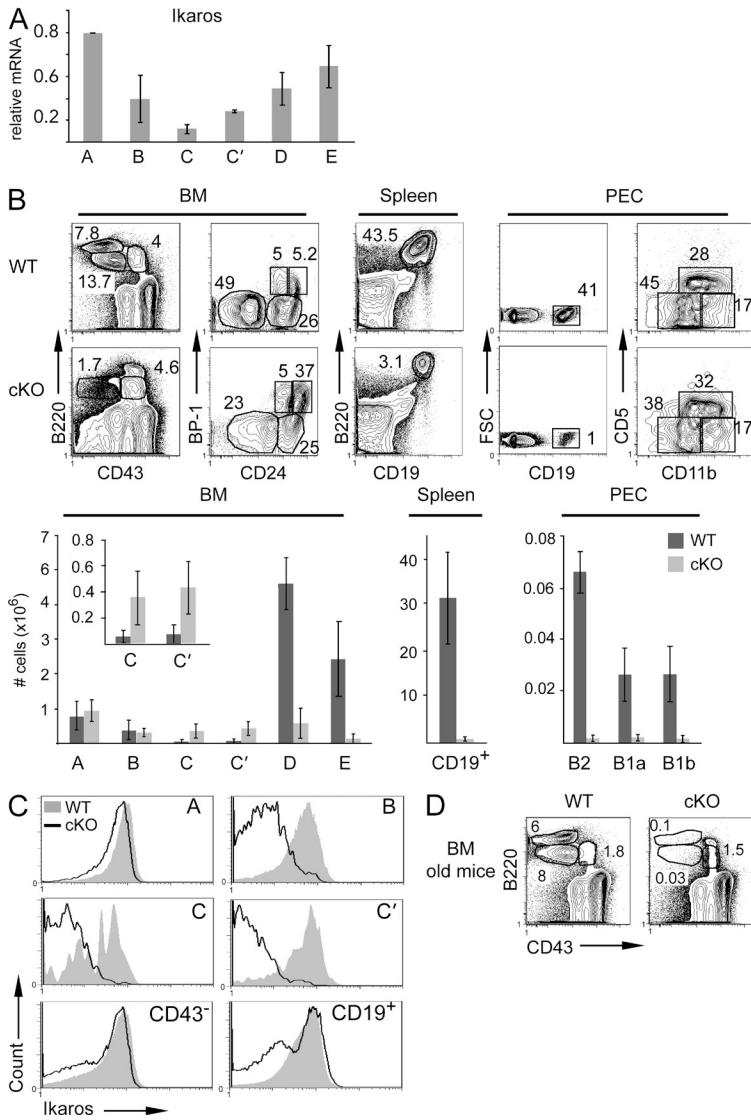 A
Ikaros
relative mRNA
0.8
0.6
0.2
A B C C′ D E
B
BM Spleen PEC
WT
7.8 4 13.7
49 5 5.2 26
43.5
41
45 28 17
cKO
1.7 4.6
23 5 37 25
3.1
1
38 32 17
B220 BP-1 B220 FSC CD5
CD43 CD24 CD19 CD19 CD11b
BM Spleen PEC
# cells (x10⁶)
7
6
5
4
3
2
1
0.8
0.6
0.4
0.2
C C′
A B C C′ D E
40
30
20
10
CD19⁺
WT
cKO
0.08
0.06
0.04
0.02
B2 B1a B1b
C
WT
cKO
A
B
C
C′
CD43⁻
CD19⁺
Count
Ikaros
D
WT cKO
BM
old mice
6 1.8 8
0.1 1.5 0.03
B220
CD43